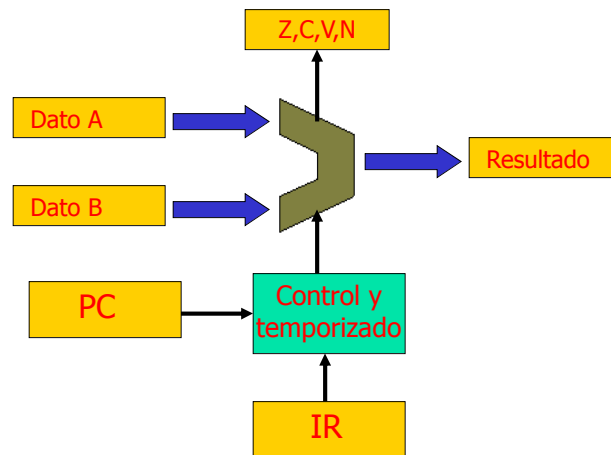 Z,C,V,N
Dato A
Resultado
Dato B
PC
Control y
temporizado
IR